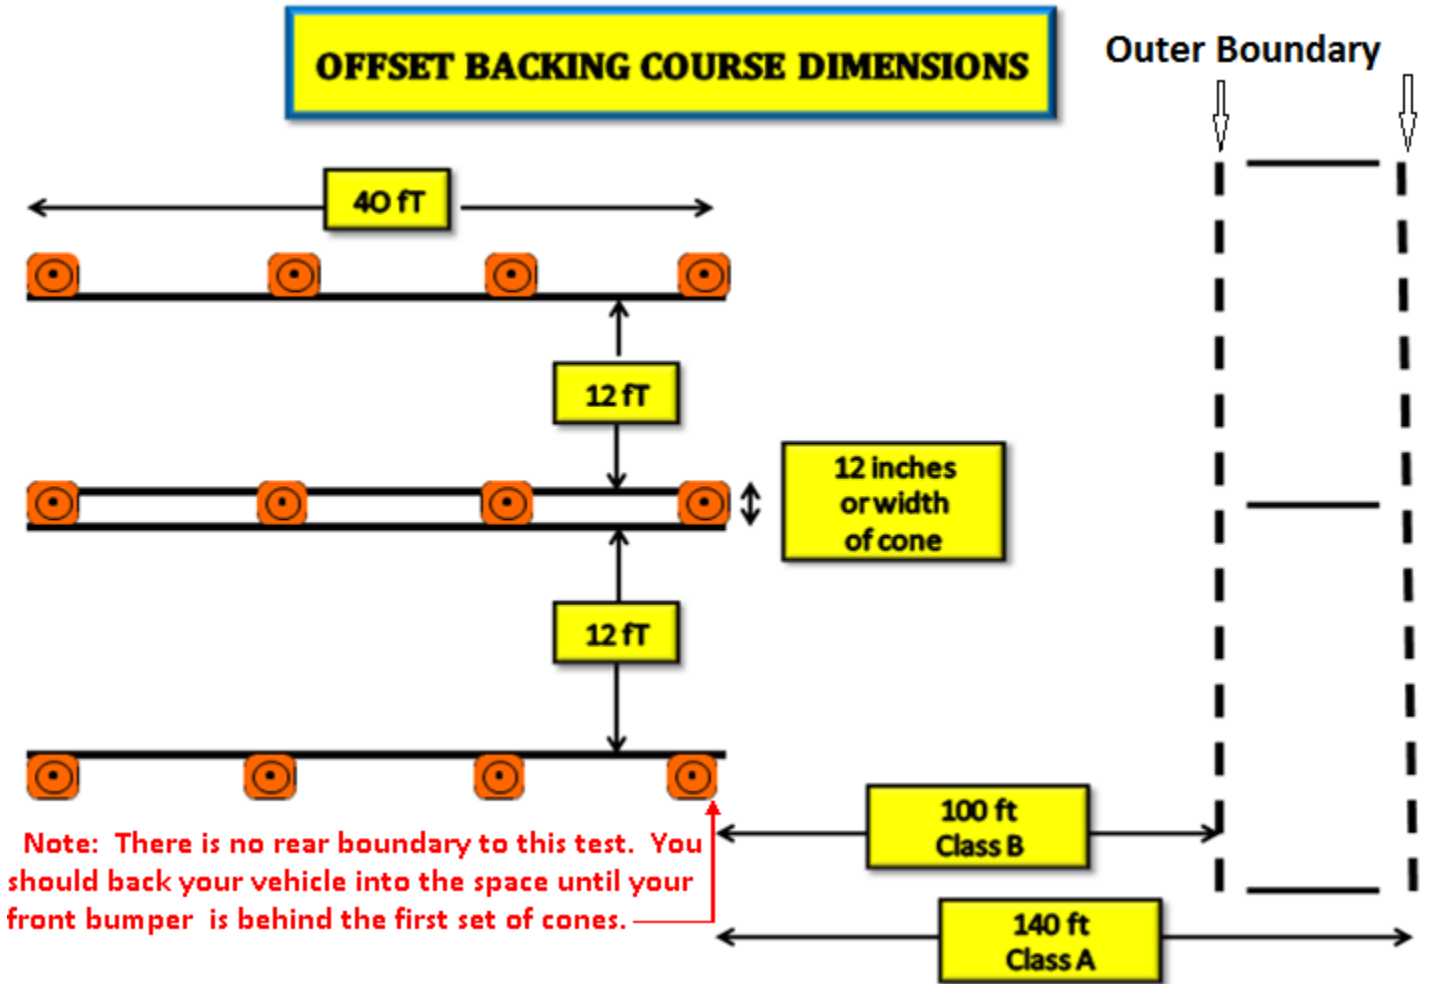 OFFSET BACKING COURSE DIMENSIONS
Outer Boundary
40 fT
12 fT
12 inches
or width
of cone
12 fT
100 ft
Class B
Note:  There is no rear boundary to this test.  You
should back your vehicle into the space until your
front bumper  is behind the first set of cones.
140 ft
Class A